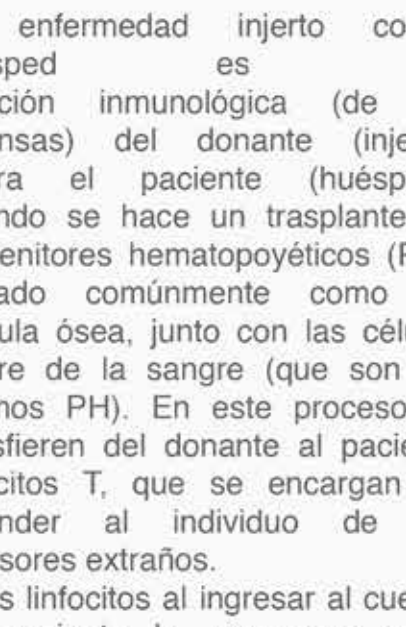 enfermedad injerto co
sped es
ción inmunológica (de
ensas) del donante (inje
ra el paciente (huésp
ndo se hace un trasplante
enitores hematopoyéticos (P
ado comúnmente como
ula ósea, junto con las célu
re de la sangre (que son
nos PH). En este proceso
sfieren del donante al pacie
citos T, que se encargan
nder al individuo de
sores extraños.
s linfocitos al ingresar al cue